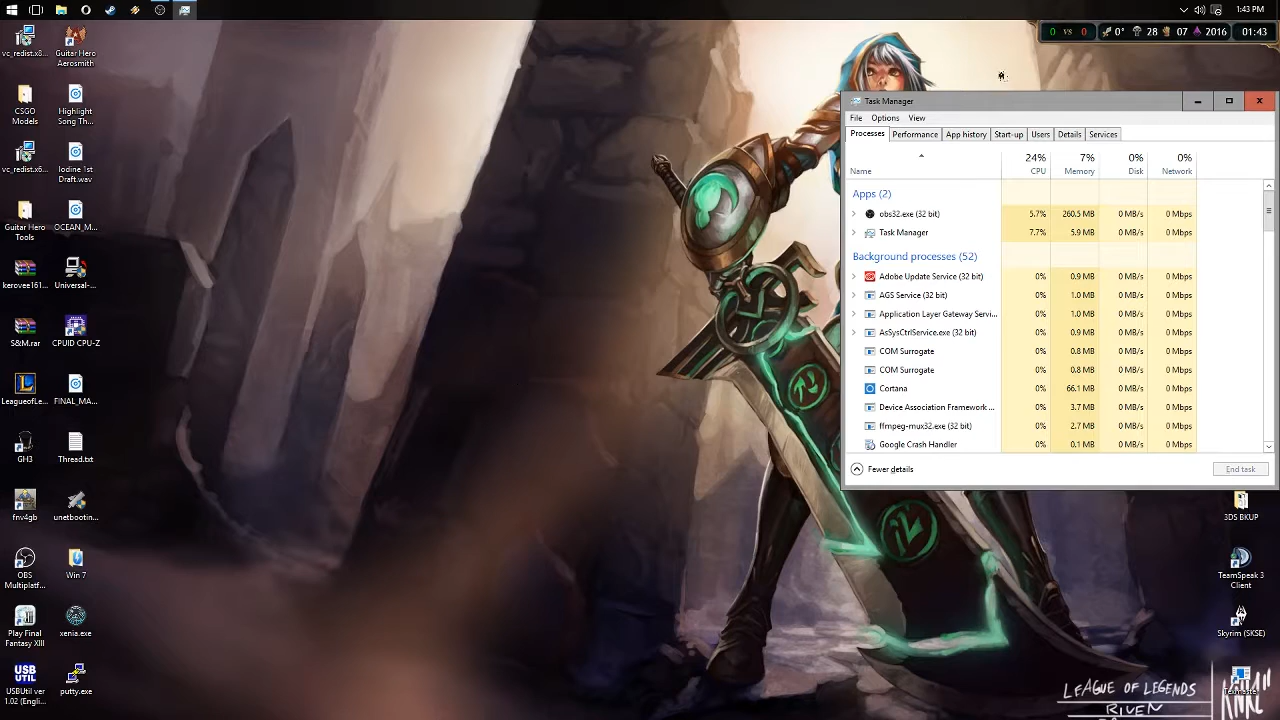 1:43 PM
0 vs 0
0°
28
07
2016
01:43
vc_redist.x...
Guitar Hero
Aerosmith
CSGO
Models
Highlight
Song Th...
vc_redist.x6...
Iodine 1st
Draft.wav
Guitar Hero
Tools
OCEAN_M...
kerovee161...
Universal-...
S&M.rar
CPUID CPU-Z
LeagueofLe...
FINAL_MA...
GH3
Thread.txt
fnv4gb
unetbootin...
OBS
Multiplatf...
Win 7
Play Final
Fantasy XIII
xenia.exe
USB
UTIL
USBUtil ver
1.02 (Engli...
putty.exe
Task Manager
File Options View
Processes Performance App history Start-up Users Details Services
24% 7% 0% 0%
Name CPU Memory Disk Network
Apps (2)
obs32.exe (32 bit) 5.7% 260.5 MB 0 MB/s 0 Mbps
Task Manager 7.7% 5.9 MB 0 MB/s 0 Mbps
Background processes (52)
Adobe Update Service (32 bit) 0% 0.9 MB 0 MB/s 0 Mbps
AGS Service (32 bit) 0% 1.0 MB 0 MB/s 0 Mbps
Application Layer Gateway Servi... 0% 1.0 MB 0 MB/s 0 Mbps
AsSysCtrlService.exe (32 bit) 0% 0.9 MB 0 MB/s 0 Mbps
COM Surrogate 0% 0.8 MB 0 MB/s 0 Mbps
COM Surrogate 0% 0.8 MB 0 MB/s 0 Mbps
Cortana 0% 66.1 MB 0 MB/s 0 Mbps
Device Association Framework ... 0% 3.7 MB 0 MB/s 0 Mbps
ffmpeg-mux32.exe (32 bit) 0% 2.7 MB 0 MB/s 0 Mbps
Google Crash Handler 0% 0.1 MB 0 MB/s 0 Mbps
Fewer details
End task
3DS BKUP
TeamSpeak 3
Client
Skyrim (SKSE)
LEAGUE OF LEGENDS
RIVEN